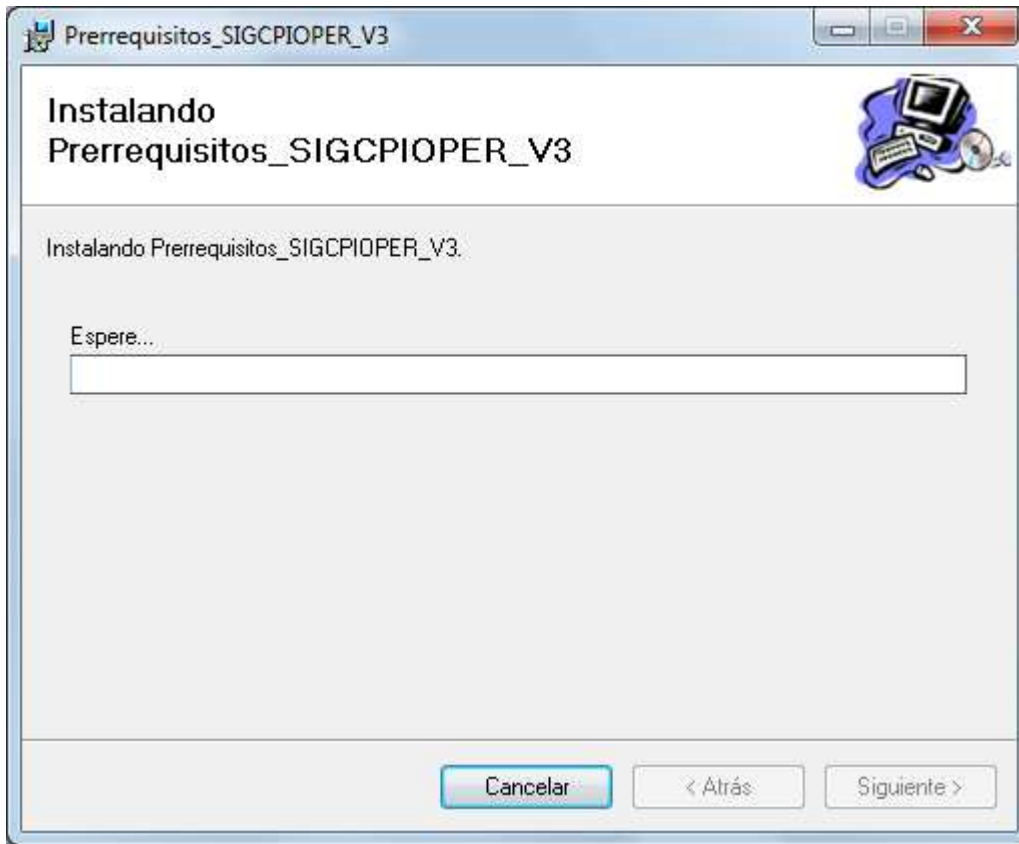 Prerrequisitos_SIGCPIOPER_V3
Instalando
Prerrequisitos_SIGCPIOPER_V3
Instalando Prerrequisitos_SIGCPIOPER_V3.
Espere...
Cancelar
< Atrás
Siguiente >